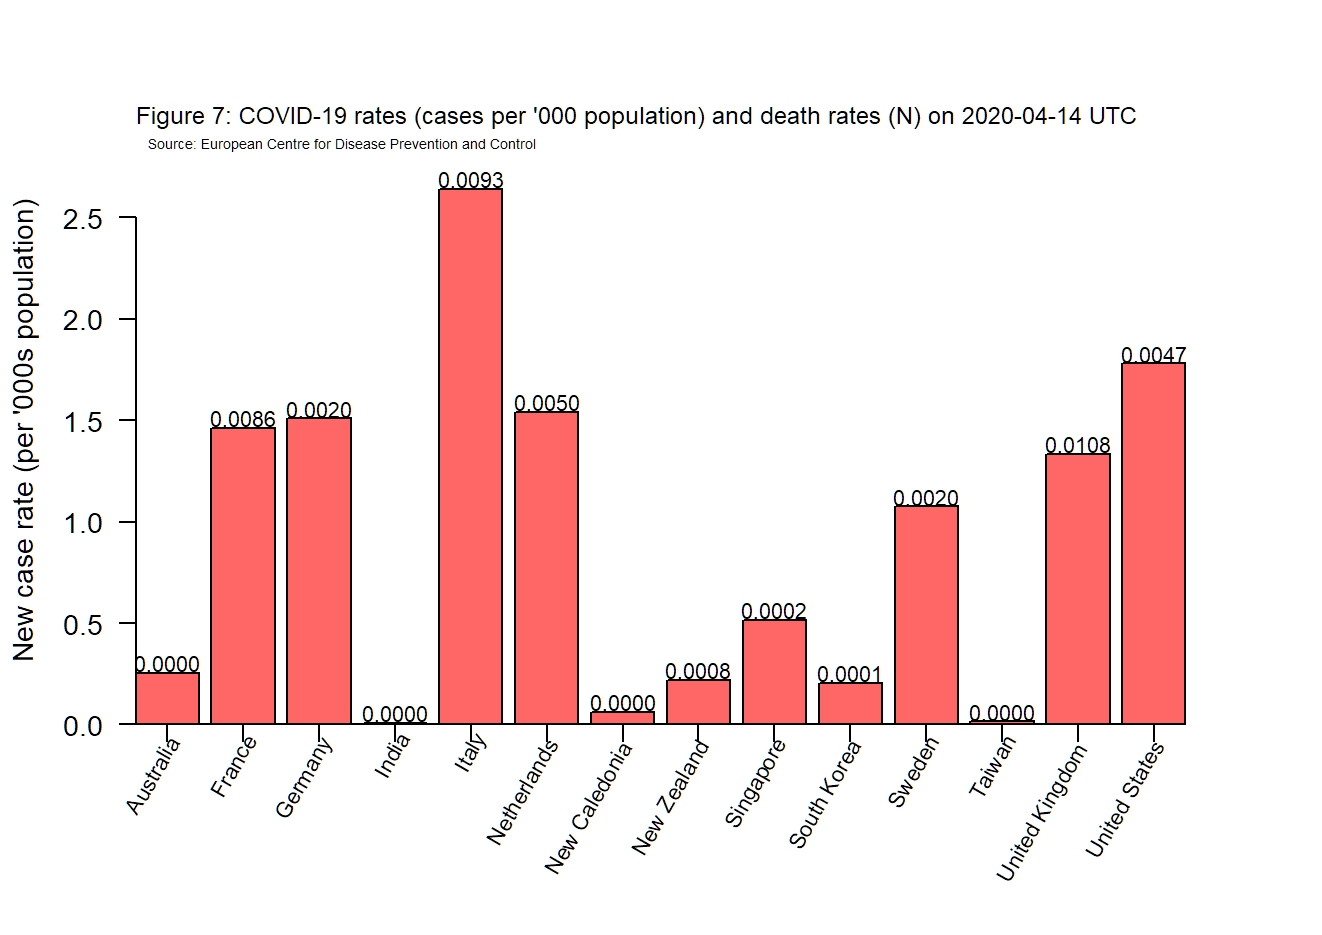 Figure 7: COVID-19 rates (cases per '000 population) and death rates (N) on 2020-04-14 UTC
Source: European Centre for Disease Prevention and Control
New case rate (per '000s population)
2.5
2.0
1.5
1.0
0.5
0.0
0.0000
0.0086
0.0020
0.0000
0.0093
0.0050
0.0000
0.0008
0.0002
0.0001
0.0020
0.0000
0.0108
0.0047
Australia
France
Germany
India
Italy
Netherlands
New Caledonia
New Zealand
Singapore
South Korea
Sweden
Taiwan
United Kingdom
United States